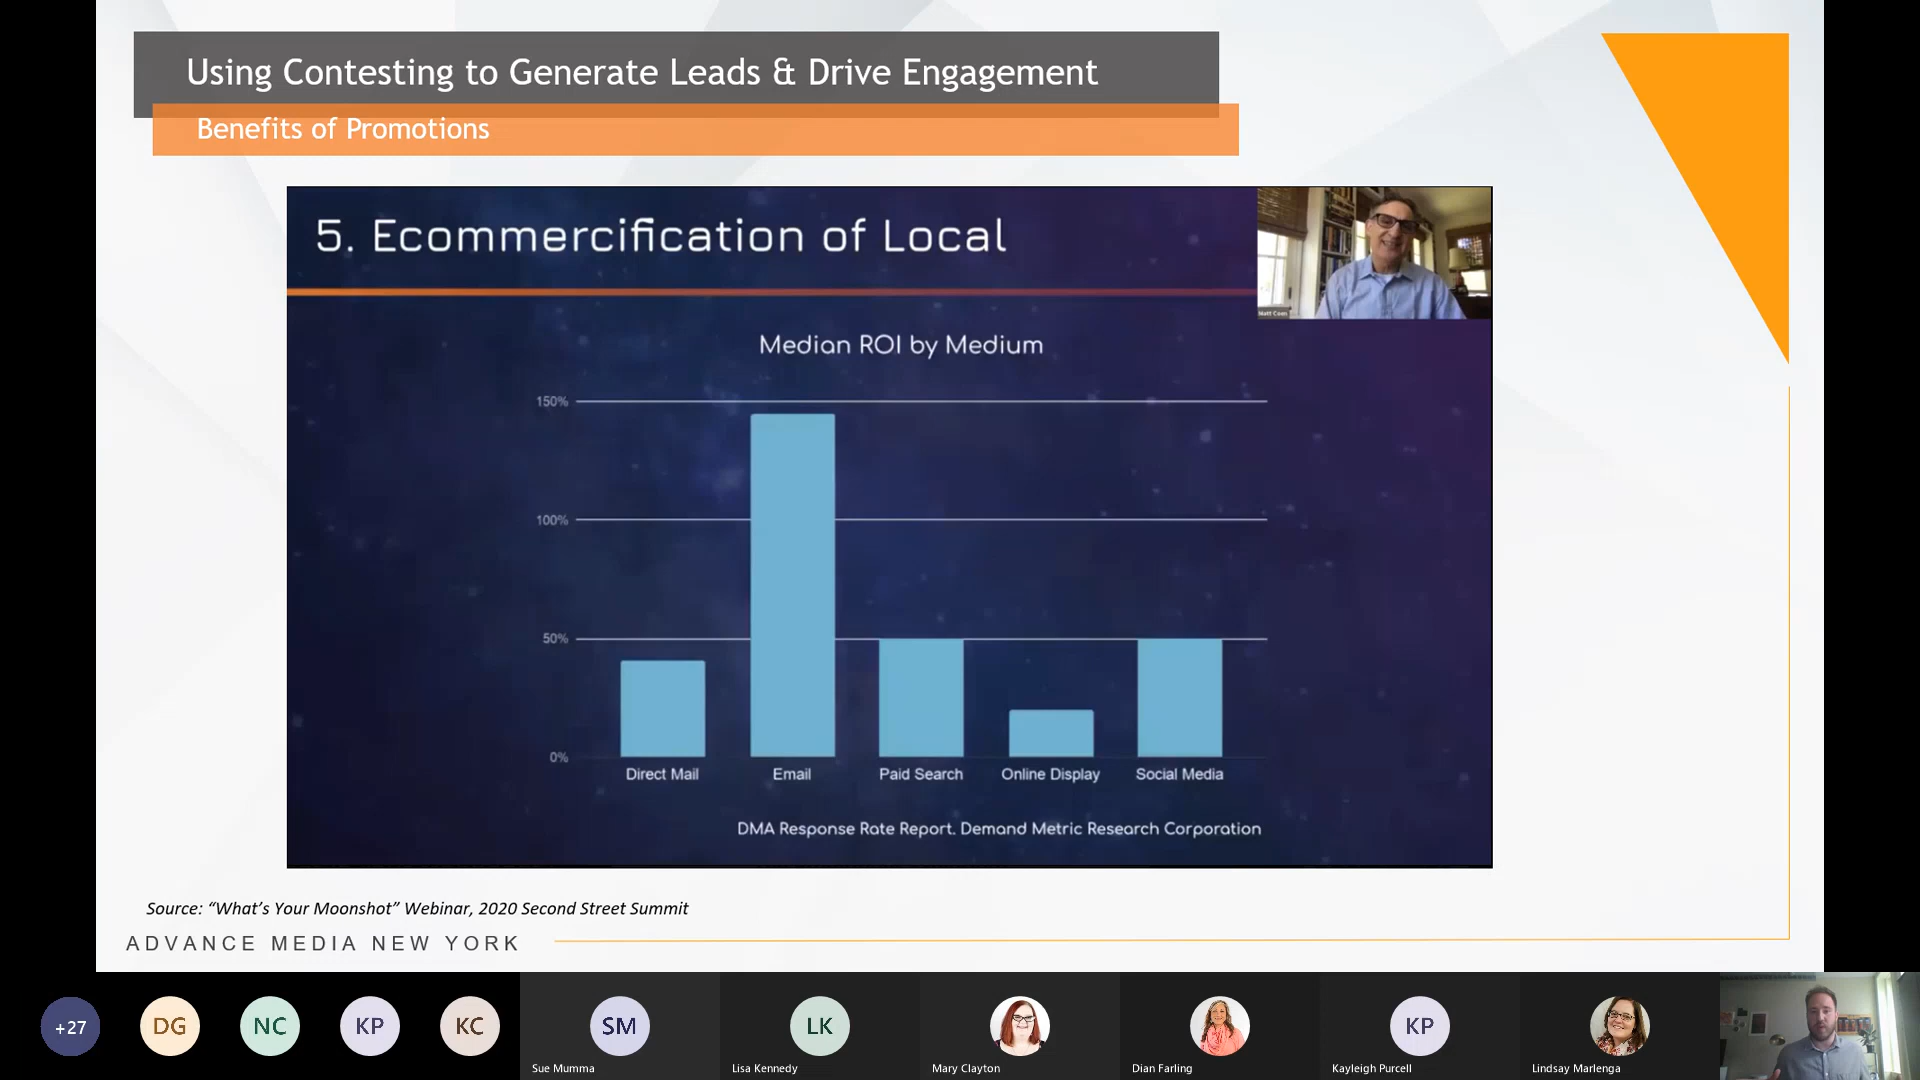 Using Contesting to Generate Leads & Drive Engagement
Benefits of Promotions
5. Ecommercification of Local
Matt Coen
Median ROI by Medium
150%
100%
50%
0%
Direct Mail Email Paid Search Online Display Social Media
DMA Response Rate Report. Demand Metric Research Corporation
Source: “What’s Your Moonshot” Webinar, 2020 Second Street Summit
ADVANCE MEDIA NEW YORK
+27 DG NC KP KC SM LK KP
Sue Mumma Lisa Kennedy Mary Clayton Dian Farling Kayleigh Purcell Lindsay Marlenga